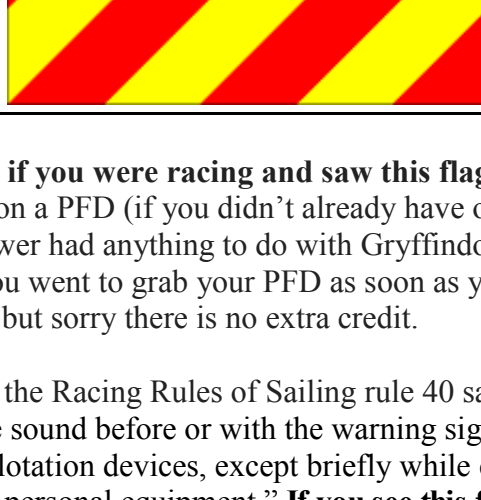 if you were racing and saw this flag
on a PFD (if you didn’t already have
had anything to do with Gryffindo
went to grab your PFD as soon as
but sorry there is no extra credit.
the Racing Rules of Sailing rule 40
sound before or with the warning sig
lotation devices, except briefly while
personal equipment.” If you see this